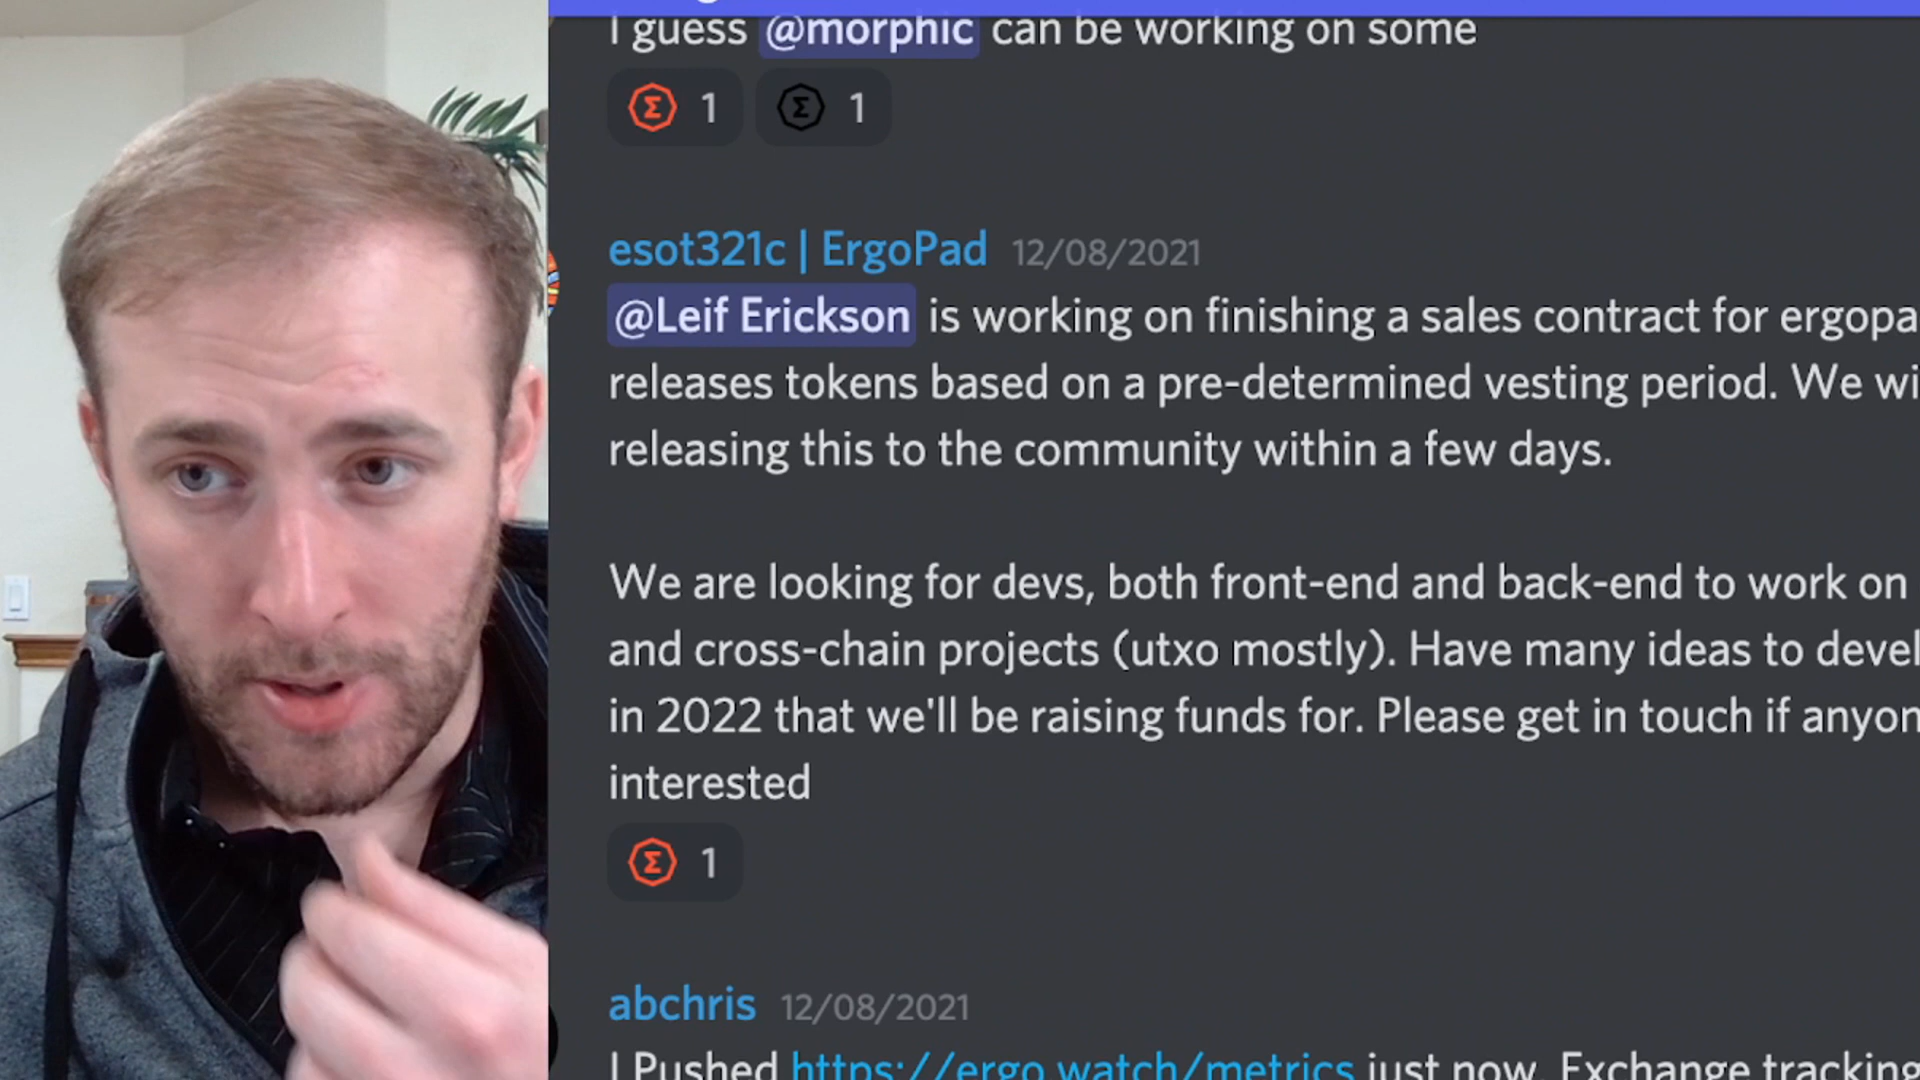 I guess @morphic can be working on some
1 1
esot321c | ErgoPad 12/08/2021
@Leif Erickson is working on finishing a sales contract for ergopa
releases tokens based on a pre-determined vesting period. We wi
releasing this to the community within a few days.
We are looking for devs, both front-end and back-end to work on
and cross-chain projects (utxo mostly). Have many ideas to devel
in 2022 that we'll be raising funds for. Please get in touch if anyon
interested
1
abchris 12/08/2021
I Pushed https://ergo.watch/metrics just now. Exchange tracking